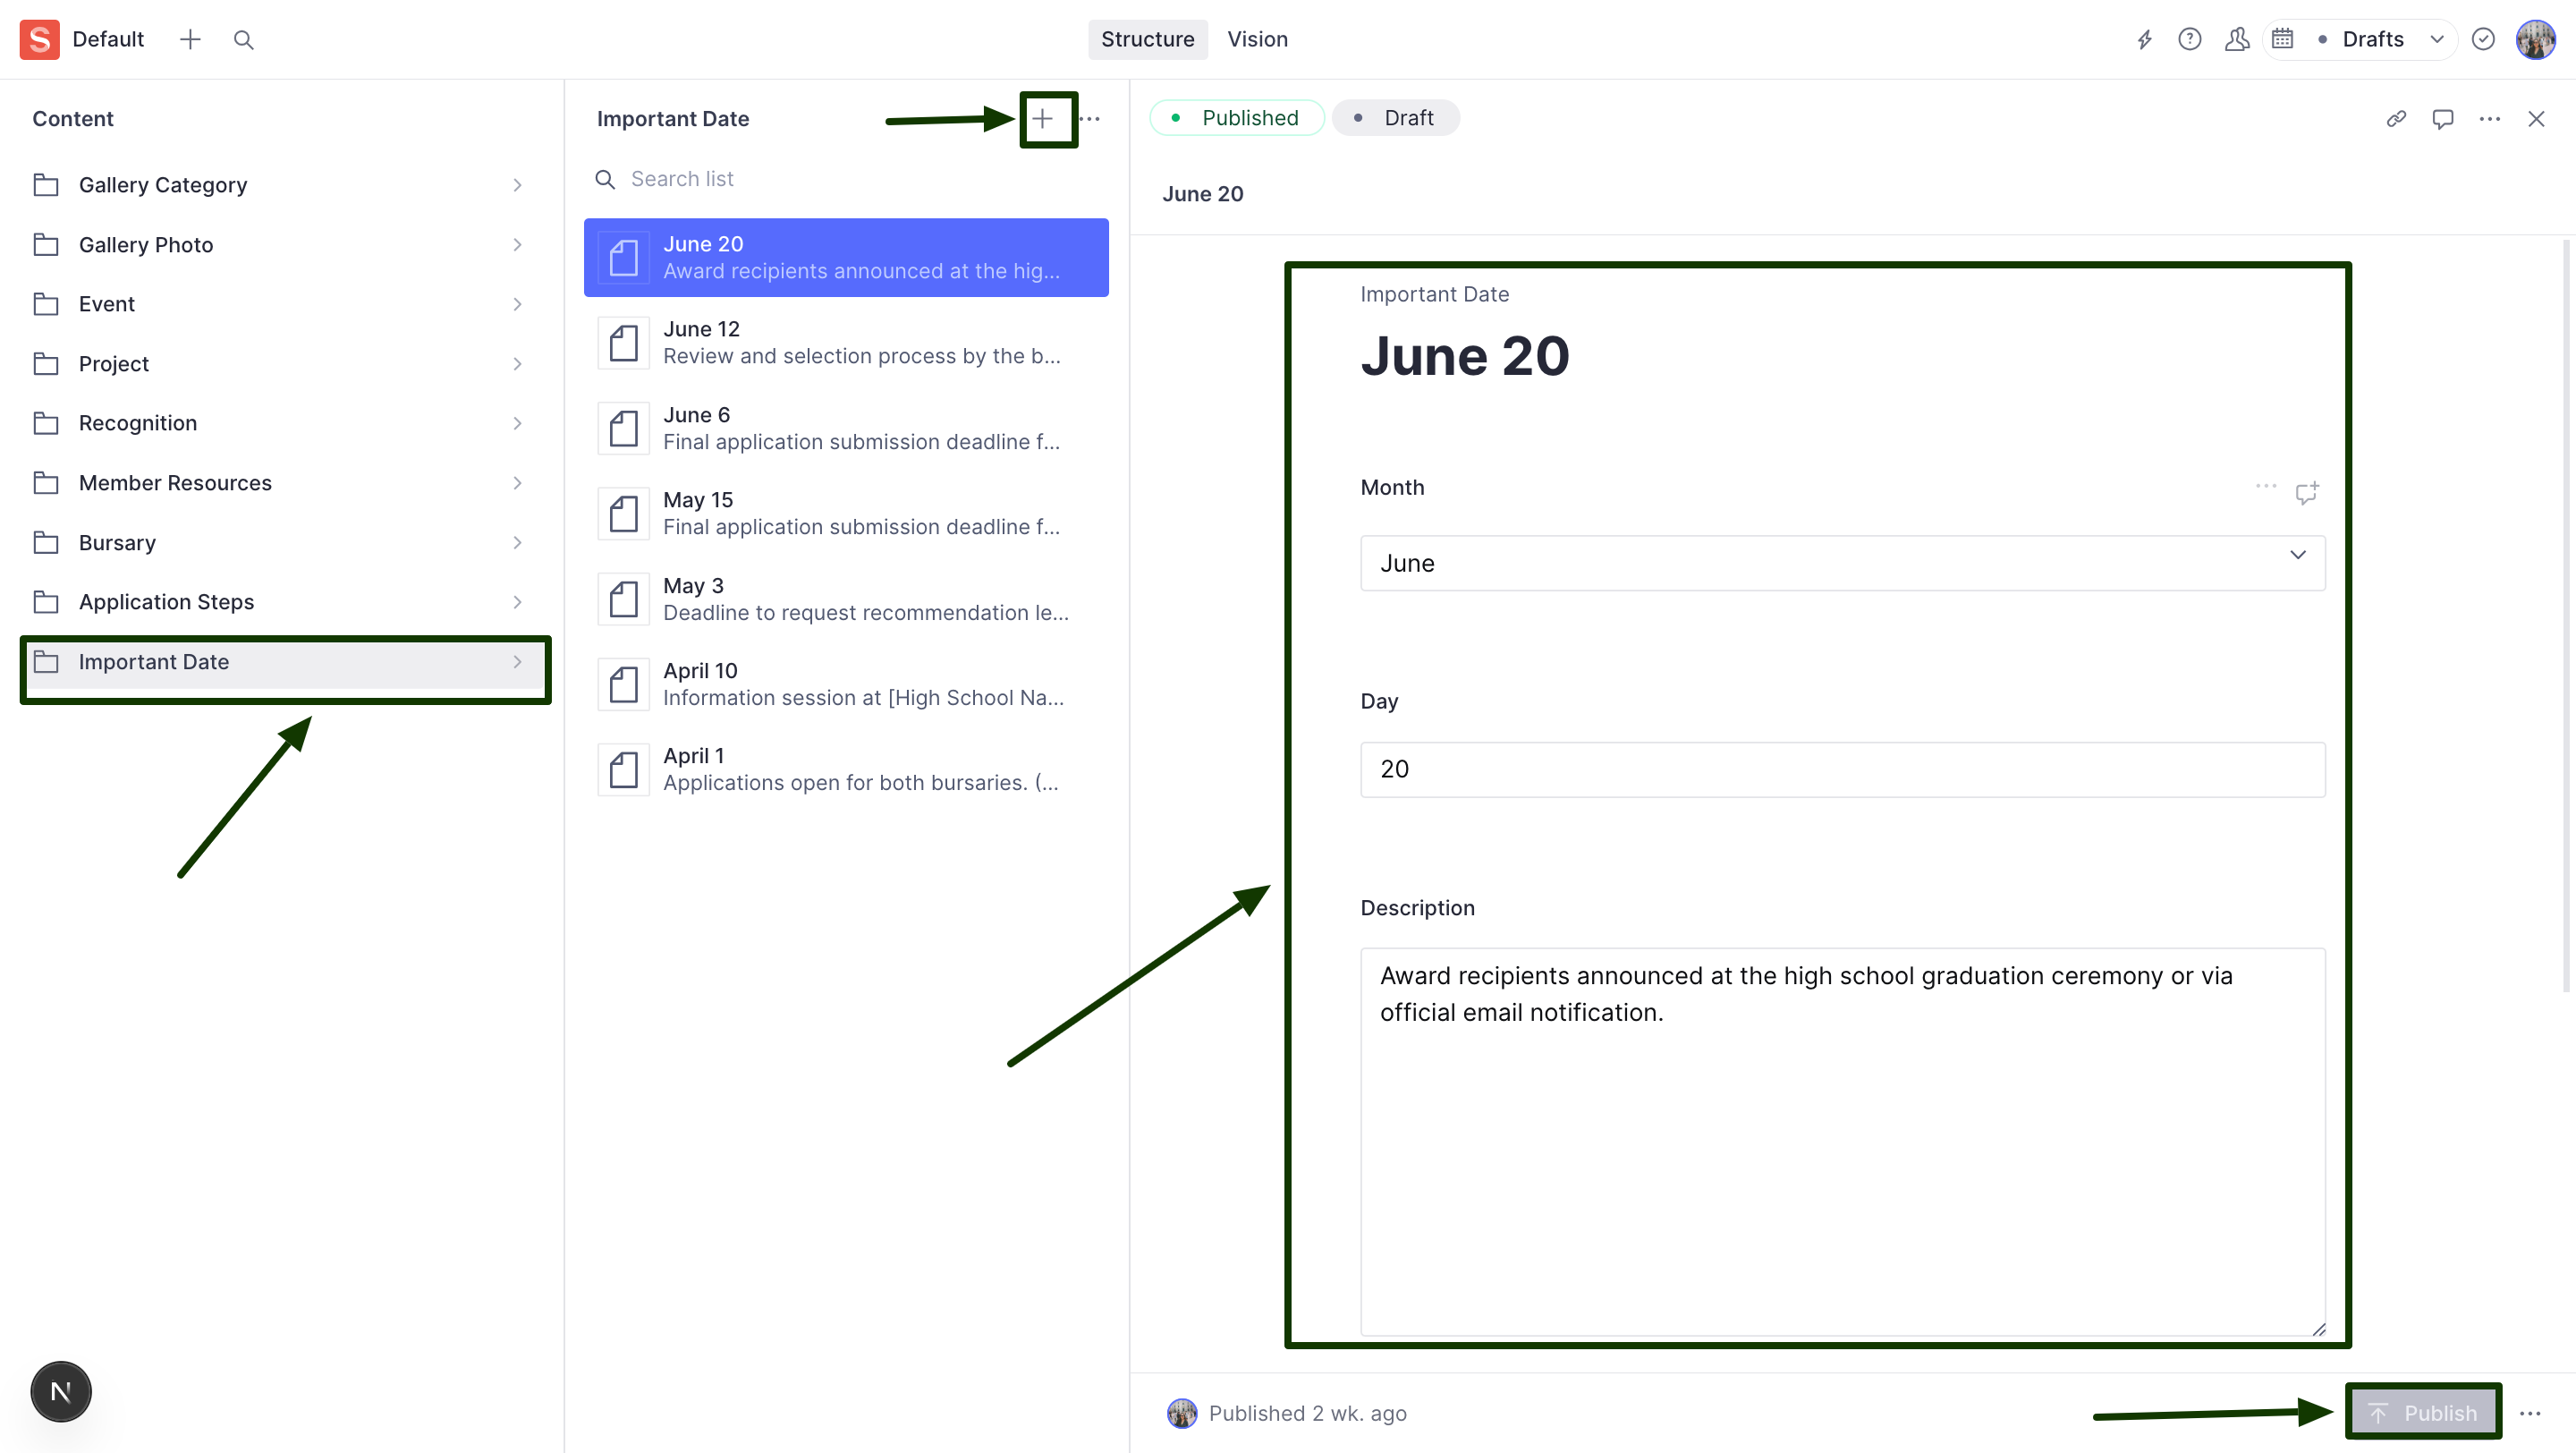 S Default
Structure Vision
Drafts
Content
Gallery Category
Gallery Photo
Event
Project
Recognition
Member Resources
Bursary
Application Steps
Important Date
N
Important Date
Search list
June 20
Award recipients announced at the hig...
June 12
Review and selection process by the b...
June 6
Final application submission deadline f...
May 15
Final application submission deadline f...
May 3
Deadline to request recommendation le...
April 10
Information session at [High School Na...
April 1
Applications open for both bursaries. (...
Published Draft
June 20
Important Date
June 20
Month
June
Day
20
Description
Award recipients announced at the high school graduation ceremony or via
official email notification.
Published 2 wk. ago
Publish